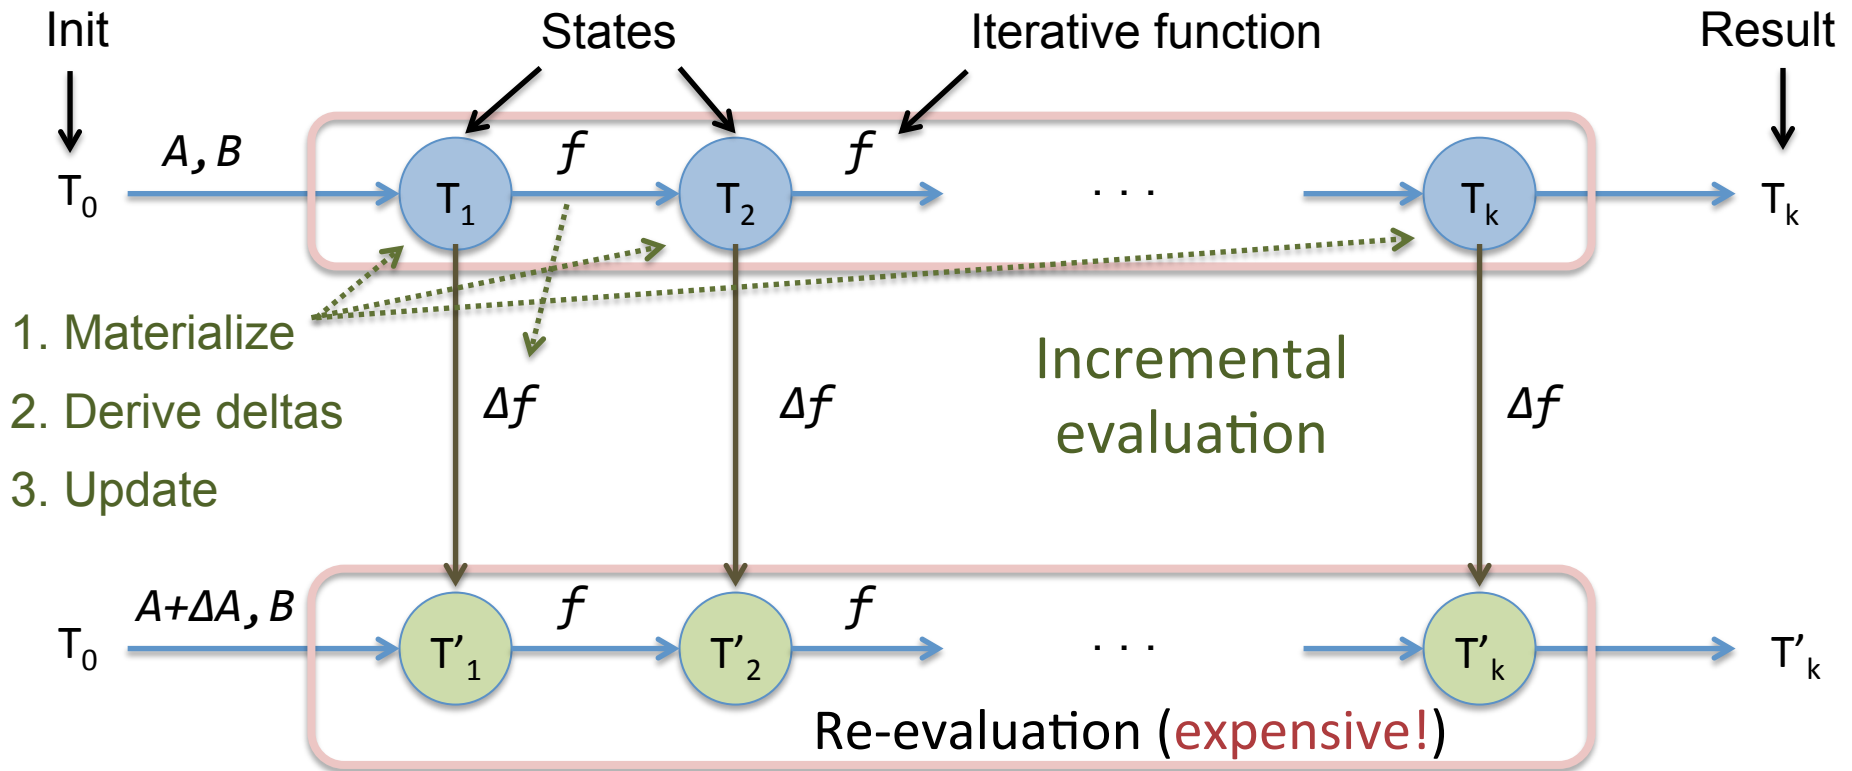 Init
States
Iterative function
Result
A,B
f
f
T0
T1
T2
. . .
Tk
Tk
1. Materialize
2. Derive deltas
3. Update
Δf
Δf
Incremental
evaluation
Δf
A+ΔA,B
f
f
T0
T'1
T'2
. . .
T'k
T'k
Re-evaluation (expensive!)